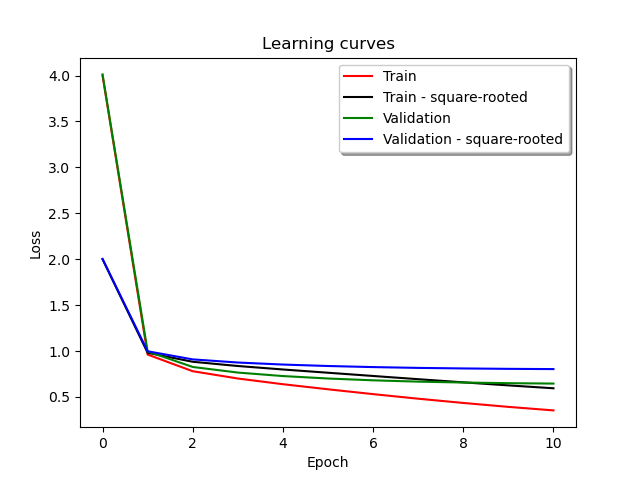 Learning curves
Train
Train - square-rooted
Validation
Validation - square-rooted
4.0
3.5
3.0
2.5
2.0
1.5
1.0
0.5
Loss
0 2 4 6 8 10
Epoch